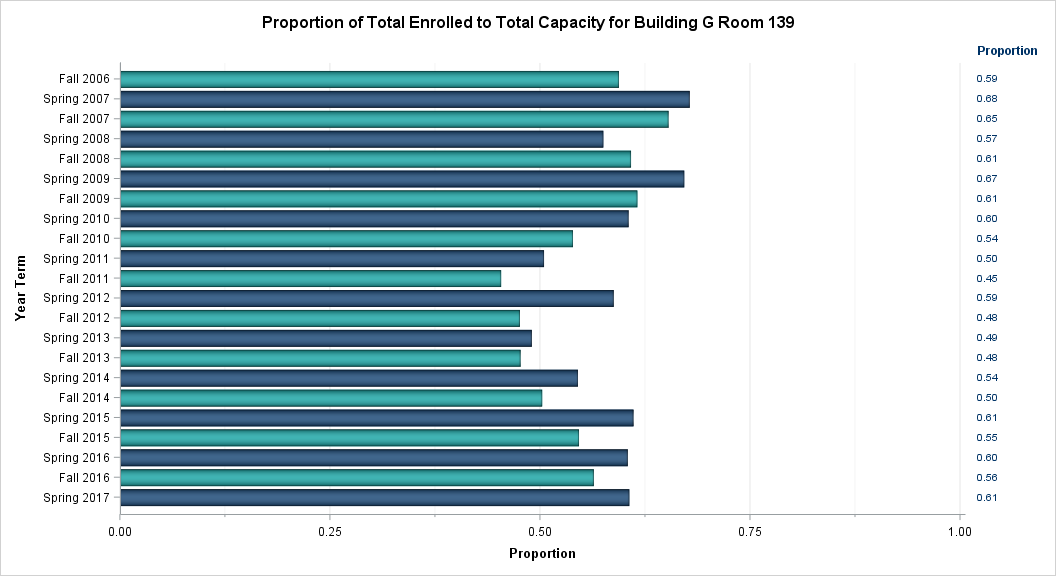 Proportion of Total Enrolled to Total Capacity for Building G Room 139
Proportion
Fall 2006 0.59
Spring 2007 0.68
Fall 2007 0.65
Spring 2008 0.57
Fall 2008 0.61
Spring 2009 0.67
Fall 2009 0.61
Spring 2010 0.60
Fall 2010 0.54
Spring 2011 0.50
Fall 2011 0.45
Spring 2012 0.59
Fall 2012 0.48
Spring 2013 0.49
Fall 2013 0.48
Spring 2014 0.54
Fall 2014 0.50
Spring 2015 0.61
Fall 2015 0.55
Spring 2016 0.60
Fall 2016 0.56
Spring 2017 0.61
Year Term
0.00 0.25 0.50 0.75 1.00
Proportion